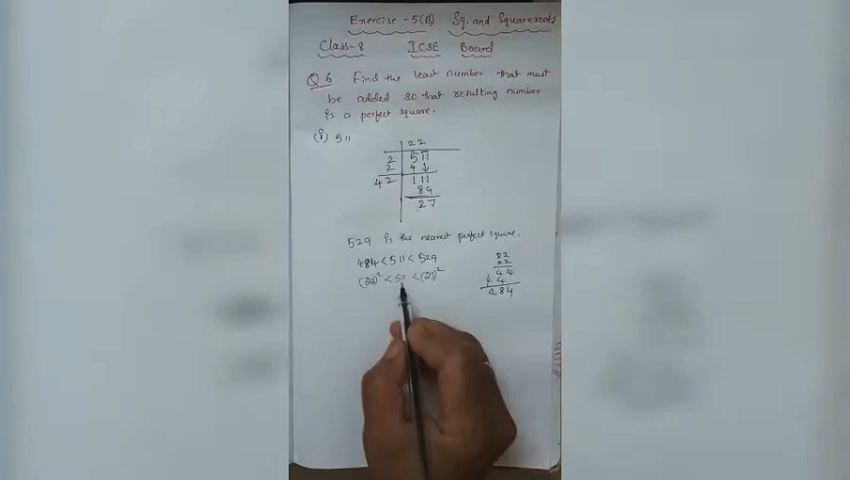 Exercise -5(B) Sq. and Squareroots
Class-8 ICSE Board
Q6 Find the least number that must
be added so that resulting number
is a perfect square.
(i) 511
22
2 511
2 4↓
42 111
84
27
529 is the nearest perfect square.
484 < 511 < 529
(22)² < 511 < (23)²
22
22
44
44
484